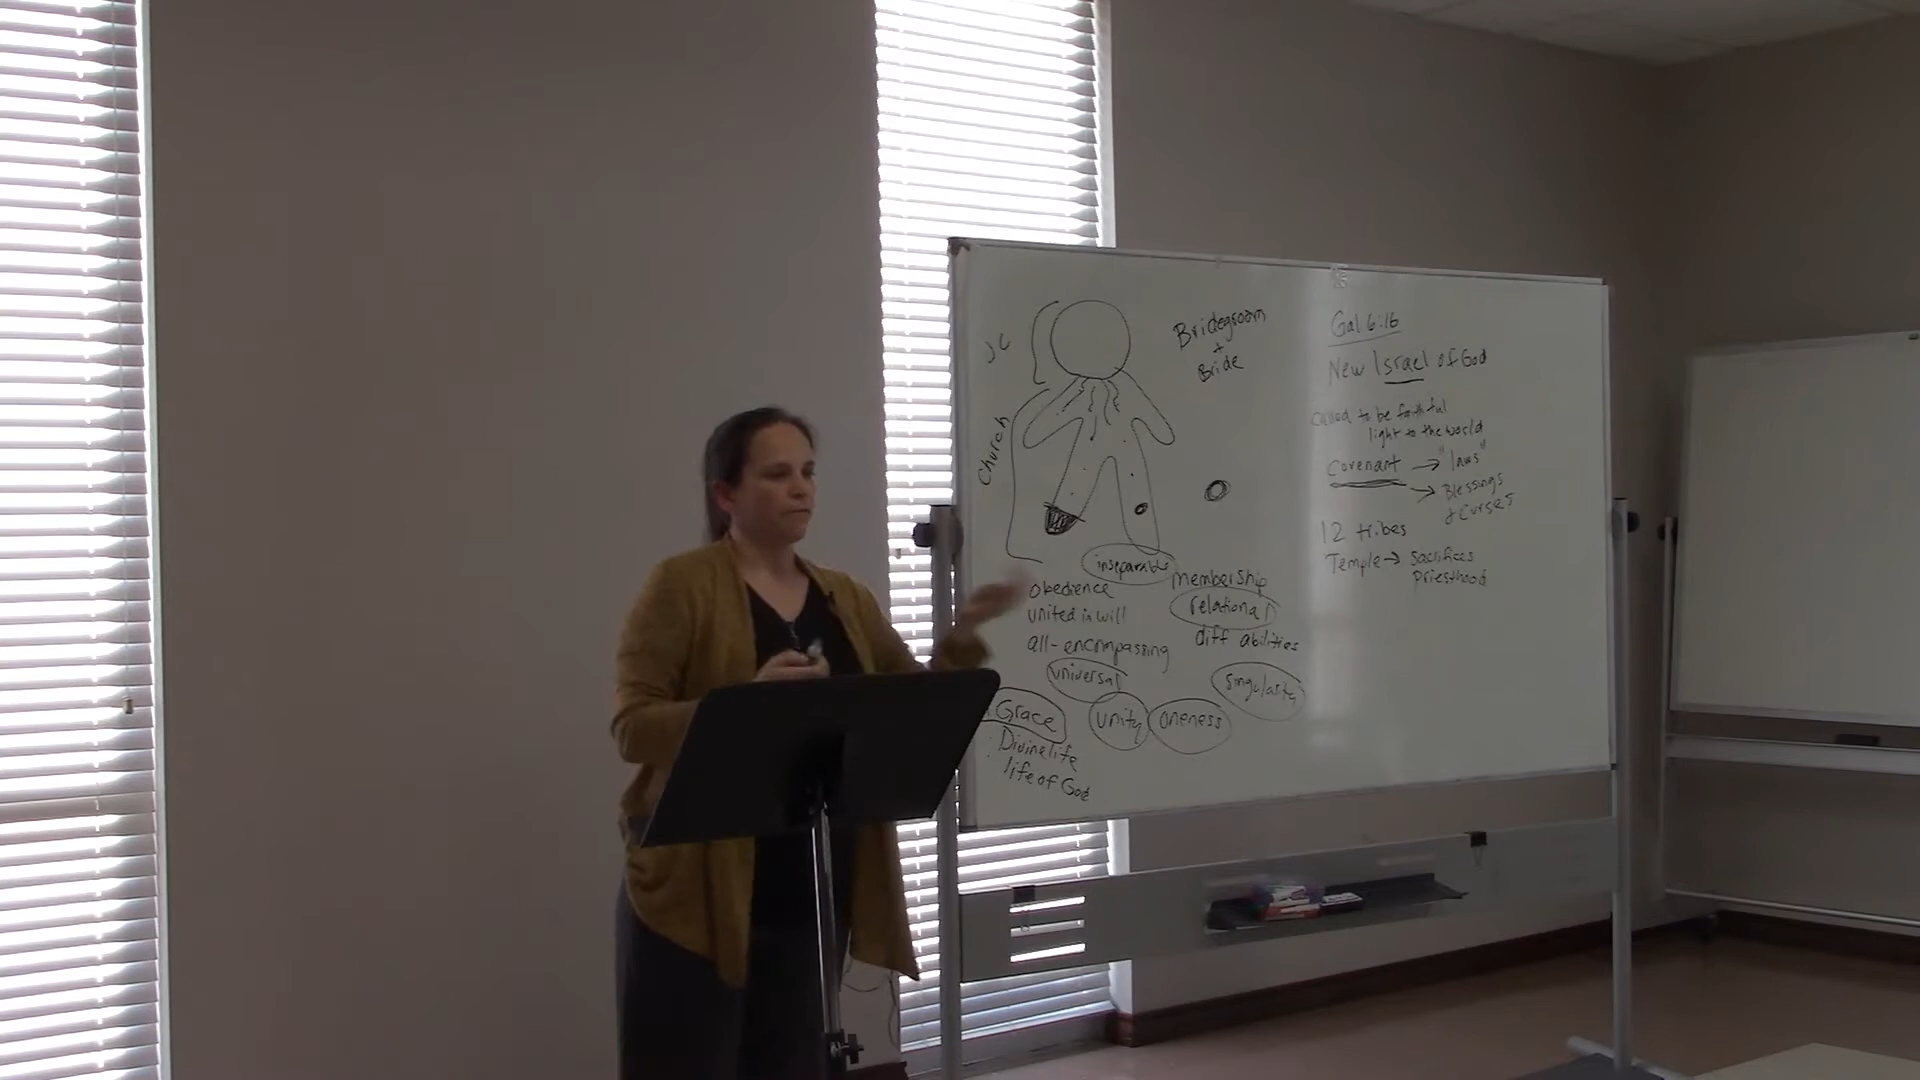 JC
Church
Bridegroom
+
Bride
inseparable
obedience
united in will
all-encompassing
universal
Grace
unity
oneness
Divine life
life of God
membership
relational
diff abilities
singularity
Gal 6:16
New Israel of God
Called to be faithful
light to the world
Covenant → "laws"
→ Blessings
& curses
12 tribes
Temple → sacrifices
priesthood